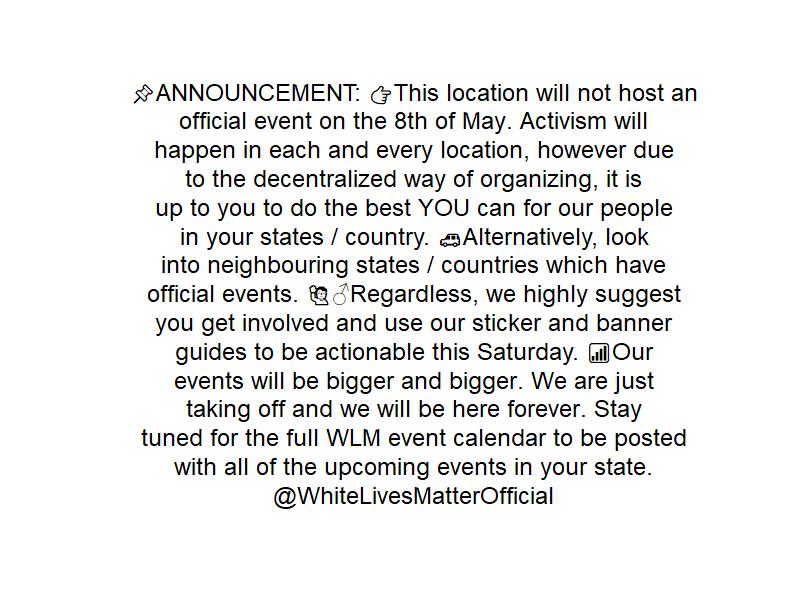 📌ANNOUNCEMENT: 👉This location will not host an
official event on the 8th of May. Activism will
happen in each and every location, however due
to the decentralized way of organizing, it is
up to you to do the best YOU can for our people
in your states / country. 🚗Alternatively, look
into neighbouring states / countries which have
official events. 🙋♂Regardless, we highly suggest
you get involved and use our sticker and banner
guides to be actionable this Saturday. 📶Our
events will be bigger and bigger. We are just
taking off and we will be here forever. Stay
tuned for the full WLM event calendar to be posted
with all of the upcoming events in your state.
@WhiteLivesMatterOfficial